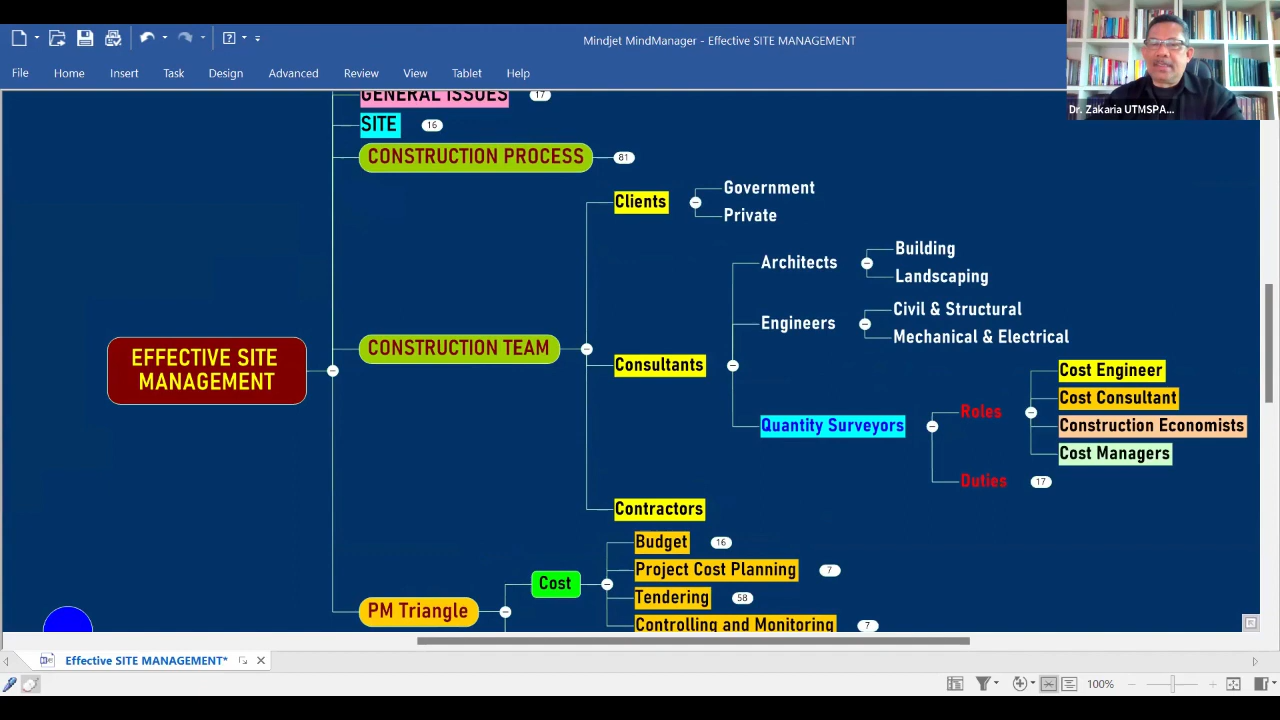 Mindjet MindManager - Effective SITE MANAGEMENT
File Home Insert Task Design Advanced Review View Tablet Help
Dr. Zakaria UTMSPA...
GENERAL ISSUES 17
SITE 16
CONSTRUCTION PROCESS 81
Clients
Government
Private
Architects
Building
Landscaping
Engineers
Civil & Structural
Mechanical & Electrical
EFFECTIVE SITE
MANAGEMENT
CONSTRUCTION TEAM
Consultants
Quantity Surveyors
Roles
Cost Engineer
Cost Consultant
Construction Economists
Cost Managers
Duties 17
Contractors
PM Triangle
Cost
Budget 16
Project Cost Planning 7
Tendering 58
Controlling and Monitoring 7
Effective SITE MANAGEMENT*
100%